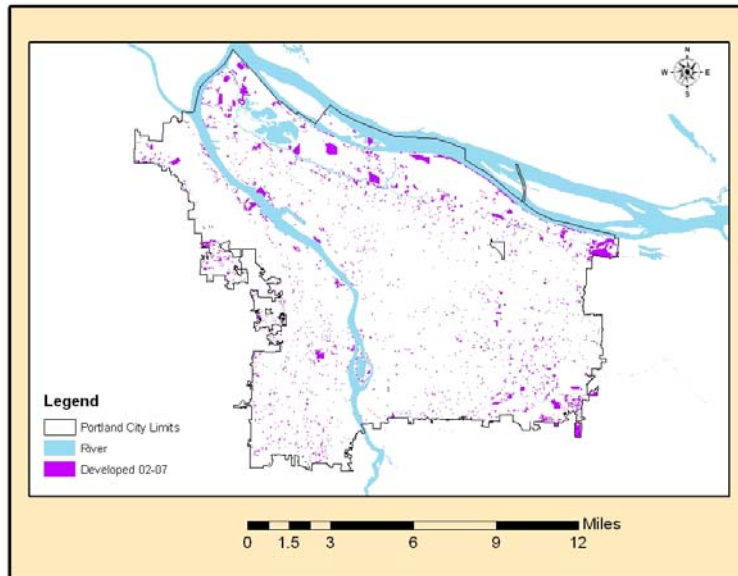 N
W E
S
Legend
Portland City Limits
River
Developed 02-07
Miles
0 1.5 3 6 9 12